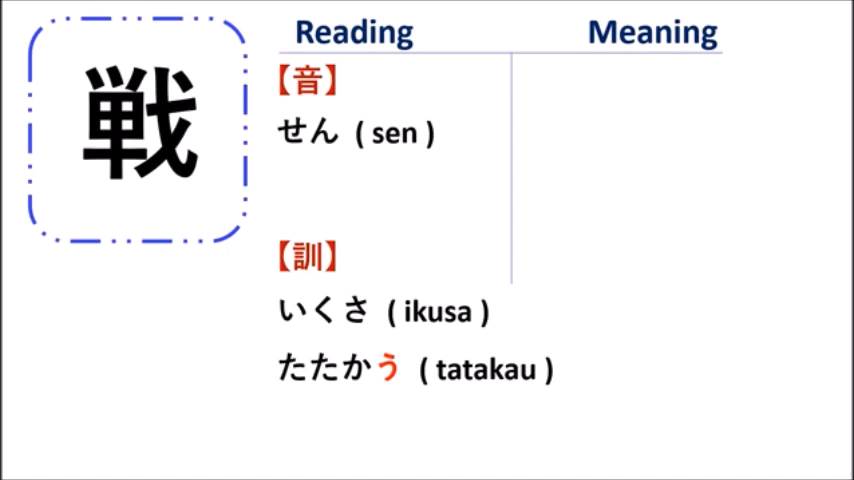 戦
Reading Meaning
【音】
せん ( sen )
【訓】
いくさ ( ikusa )
たたかう ( tatakau )